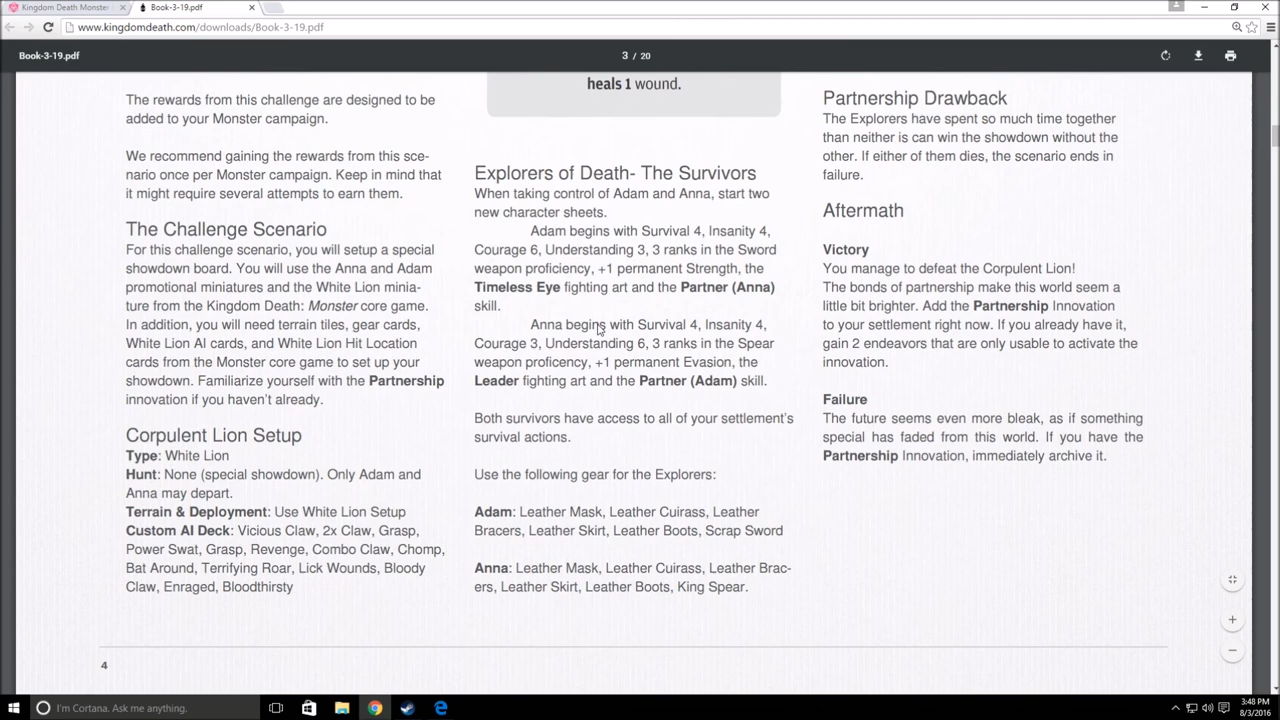 Kingdom Death Monster
Book-3-19.pdf
www.kingdomdeath.com/downloads/Book-3-19.pdf
Book-3-19.pdf
3 / 20
The rewards from this challenge are designed to be
added to your Monster campaign.
We recommend gaining the rewards from this sce-
nario once per Monster campaign. Keep in mind that
it might require several attempts to earn them.
The Challenge Scenario
For this challenge scenario, you will setup a special
showdown board. You will use the Anna and Adam
promotional miniatures and the White Lion minia-
ture from the Kingdom Death: Monster core game.
In addition, you will need terrain tiles, gear cards,
White Lion AI cards, and White Lion Hit Location
cards from the Monster core game to set up your
showdown. Familiarize yourself with the Partnership
innovation if you haven't already.
Corpulent Lion Setup
Type: White Lion
Hunt: None (special showdown). Only Adam and
Anna may depart.
Terrain & Deployment: Use White Lion Setup
Custom AI Deck: Vicious Claw, 2x Claw, Grasp,
Power Swat, Grasp, Revenge, Combo Claw, Chomp,
Bat Around, Terrifying Roar, Lick Wounds, Bloody
Claw, Enraged, Bloodthirsty
4
heals 1 wound.
Explorers of Death- The Survivors
When taking control of Adam and Anna, start two
new character sheets.
Adam begins with Survival 4, Insanity 4,
Courage 6, Understanding 3, 3 ranks in the Sword
weapon proficiency, +1 permanent Strength, the
Timeless Eye fighting art and the Partner (Anna)
skill.
Anna begins with Survival 4, Insanity 4,
Courage 3, Understanding 6, 3 ranks in the Spear
weapon proficency, +1 permanent Evasion, the
Leader fighting art and the Partner (Adam) skill.
Both survivors have access to all of your settlement's
survival actions.
Use the following gear for the Explorers:
Adam: Leather Mask, Leather Cuirass, Leather
Bracers, Leather Skirt, Leather Boots, Scrap Sword
Anna: Leather Mask, Leather Cuirass, Leather Brac-
ers, Leather Skirt, Leather Boots, King Spear.
Partnership Drawback
The Explorers have spent so much time together
than neither is can win the showdown without the
other. If either of them dies, the scenario ends in
failure.
Aftermath
Victory
You manage to defeat the Corpulent Lion!
The bonds of partnership make this world seem a
little bit brighter. Add the Partnership Innovation
to your settlement right now. If you already have it,
gain 2 endeavors that are only usable to activate the
innovation.
Failure
The future seems even more bleak, as if something
special has faded from this world. If you have the
Partnership Innovation, immediately archive it.
I'm Cortana. Ask me anything.
3:48 PM
8/3/2016